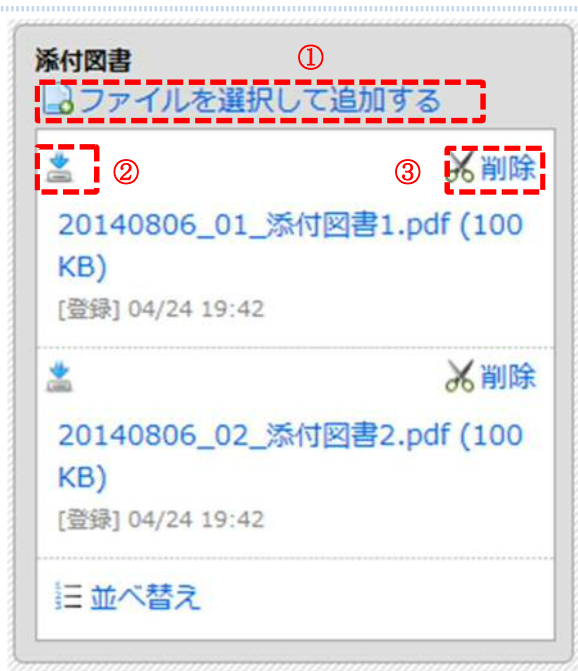 添付図書 ①
ファイルを選択して追加する
② ③ 削除
20140806_01_添付図書1.pdf (100
KB)
[登録] 04/24 19:42
削除
20140806_02_添付図書2.pdf (100
KB)
[登録] 04/24 19:42
並べ替え